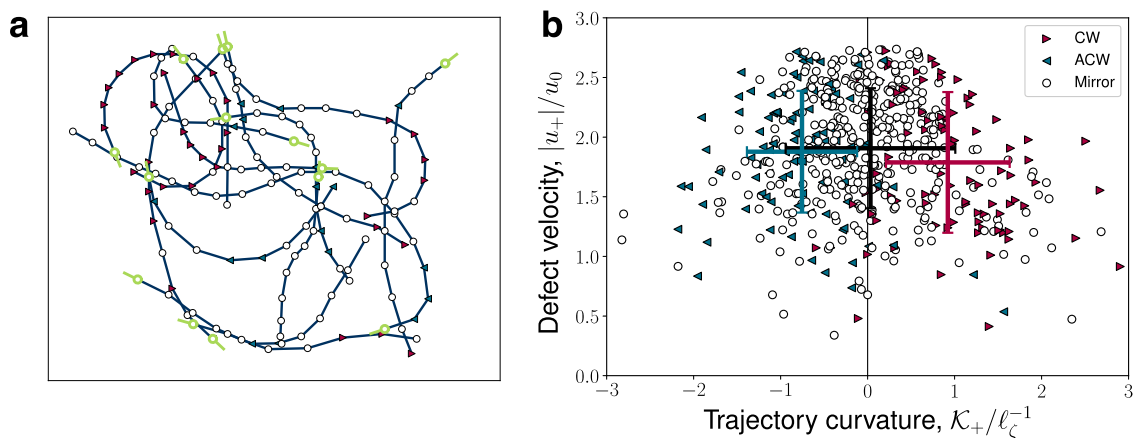 a
b
Defect velocity, |u₊|/u₀
3.0
2.5
2.0
1.5
1.0
0.5
0.0
CW
ACW
Mirror
−3
−2
−1
0
1
2
3
Trajectory curvature, 𝒦₊/ℓ_ζ⁻¹